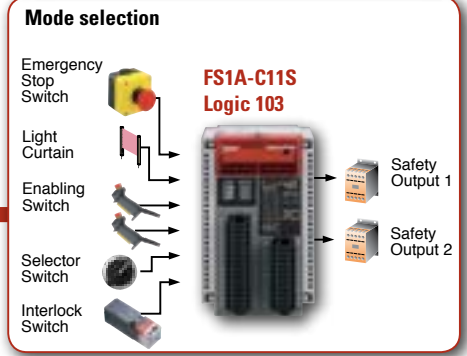 Mode selection
Emergency
Stop
Switch
FS1A-C11S
Logic 103
Light
Curtain
Enabling
Switch
Selector
Switch
Interlock
Switch
Safety
Output 1
Safety
Output 2